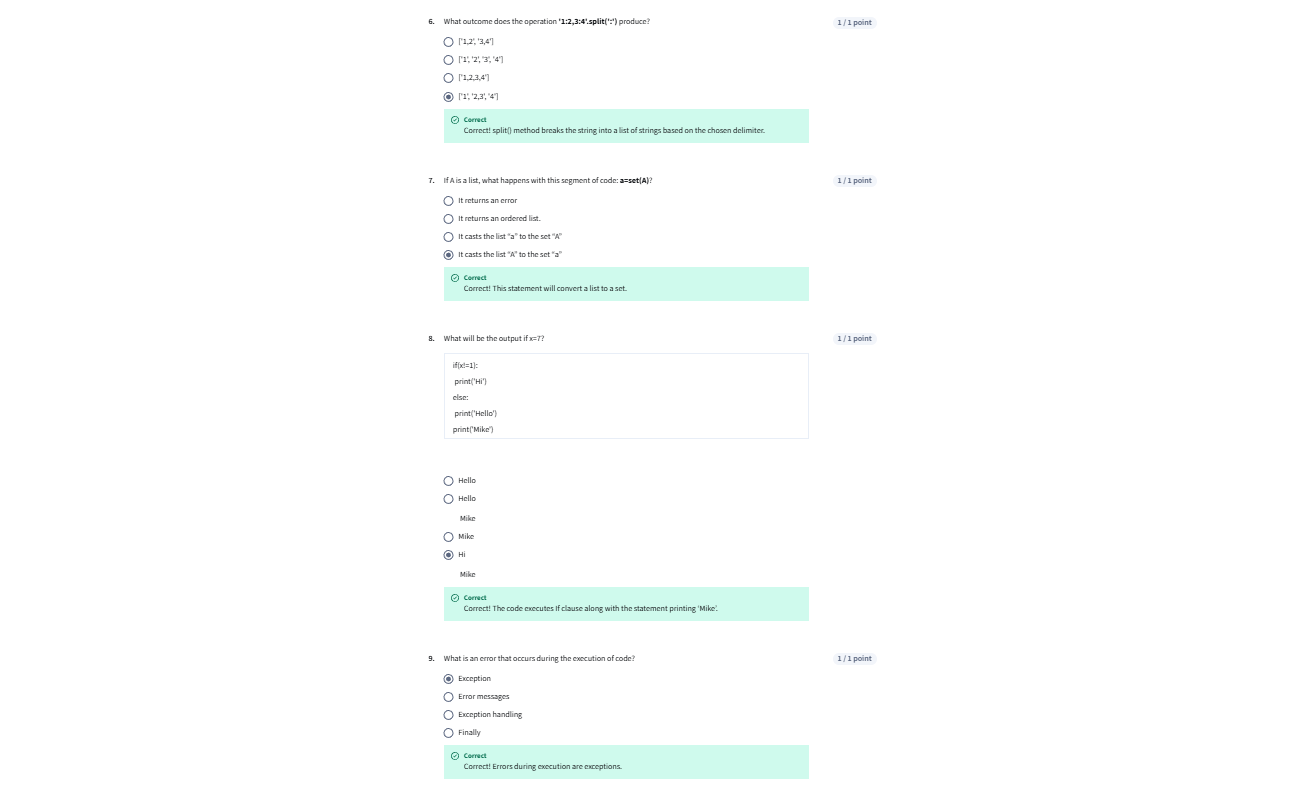 6. What outcome does the operation '1:2,3:4'.split(':') produce?
1 / 1 point
['1,2', '3,4']
['1', '2', '3', '4']
['1,2,3,4']
['1', '2,3', '4']
Correct
Correct! split() method breaks the string into a list of strings based on the chosen delimiter.
7. If A is a list, what happens with this segment of code: a=set(A)?
1 / 1 point
It returns an error
It returns an ordered list.
It casts the list “a” to the set “A”
It casts the list “A” to the set “a”
Correct
Correct! This statement will convert a list to a set.
8. What will be the output if x=7?
1 / 1 point
if(x!=1):
print('Hi')
else:
print('Hello')
print('Mike')
Hello
Hello
Mike
Mike
Hi
Mike
Correct
Correct! The code executes If clause along with the statement printing ‘Mike’.
9. What is an error that occurs during the execution of code?
1 / 1 point
Exception
Error messages
Exception handling
Finally
Correct
Correct! Errors during execution are exceptions.